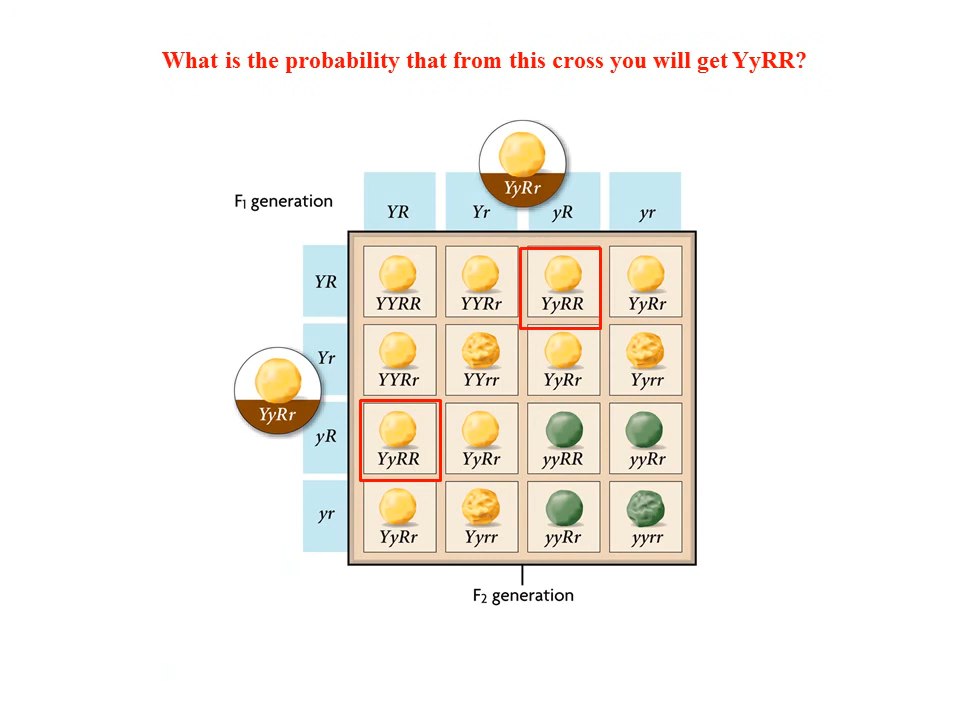 What is the probability that from this cross you will get YyRR?
YyRr
F1 generation
YR Yr yR yr
YR
YYRR YYRr YyRR YyRr
Yr
YYRr YYrr YyRr Yyrr
YyRr
yR
YyRR YyRr yyRR yyRr
yr
YyRr Yyrr yyRr yyrr
F2 generation